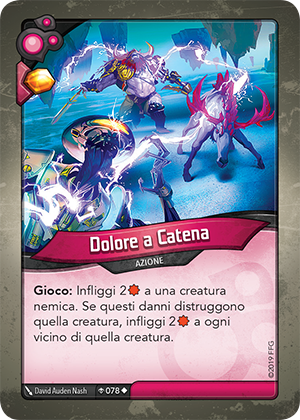 Dolore a Catena
AZIONE
Gioco: Infliggi 2 a una creatura
nemica. Se questi danni distruggono
quella creatura, infliggi 2 a ogni
vicino di quella creatura.
©2019 FFG
David Auden Nash
078